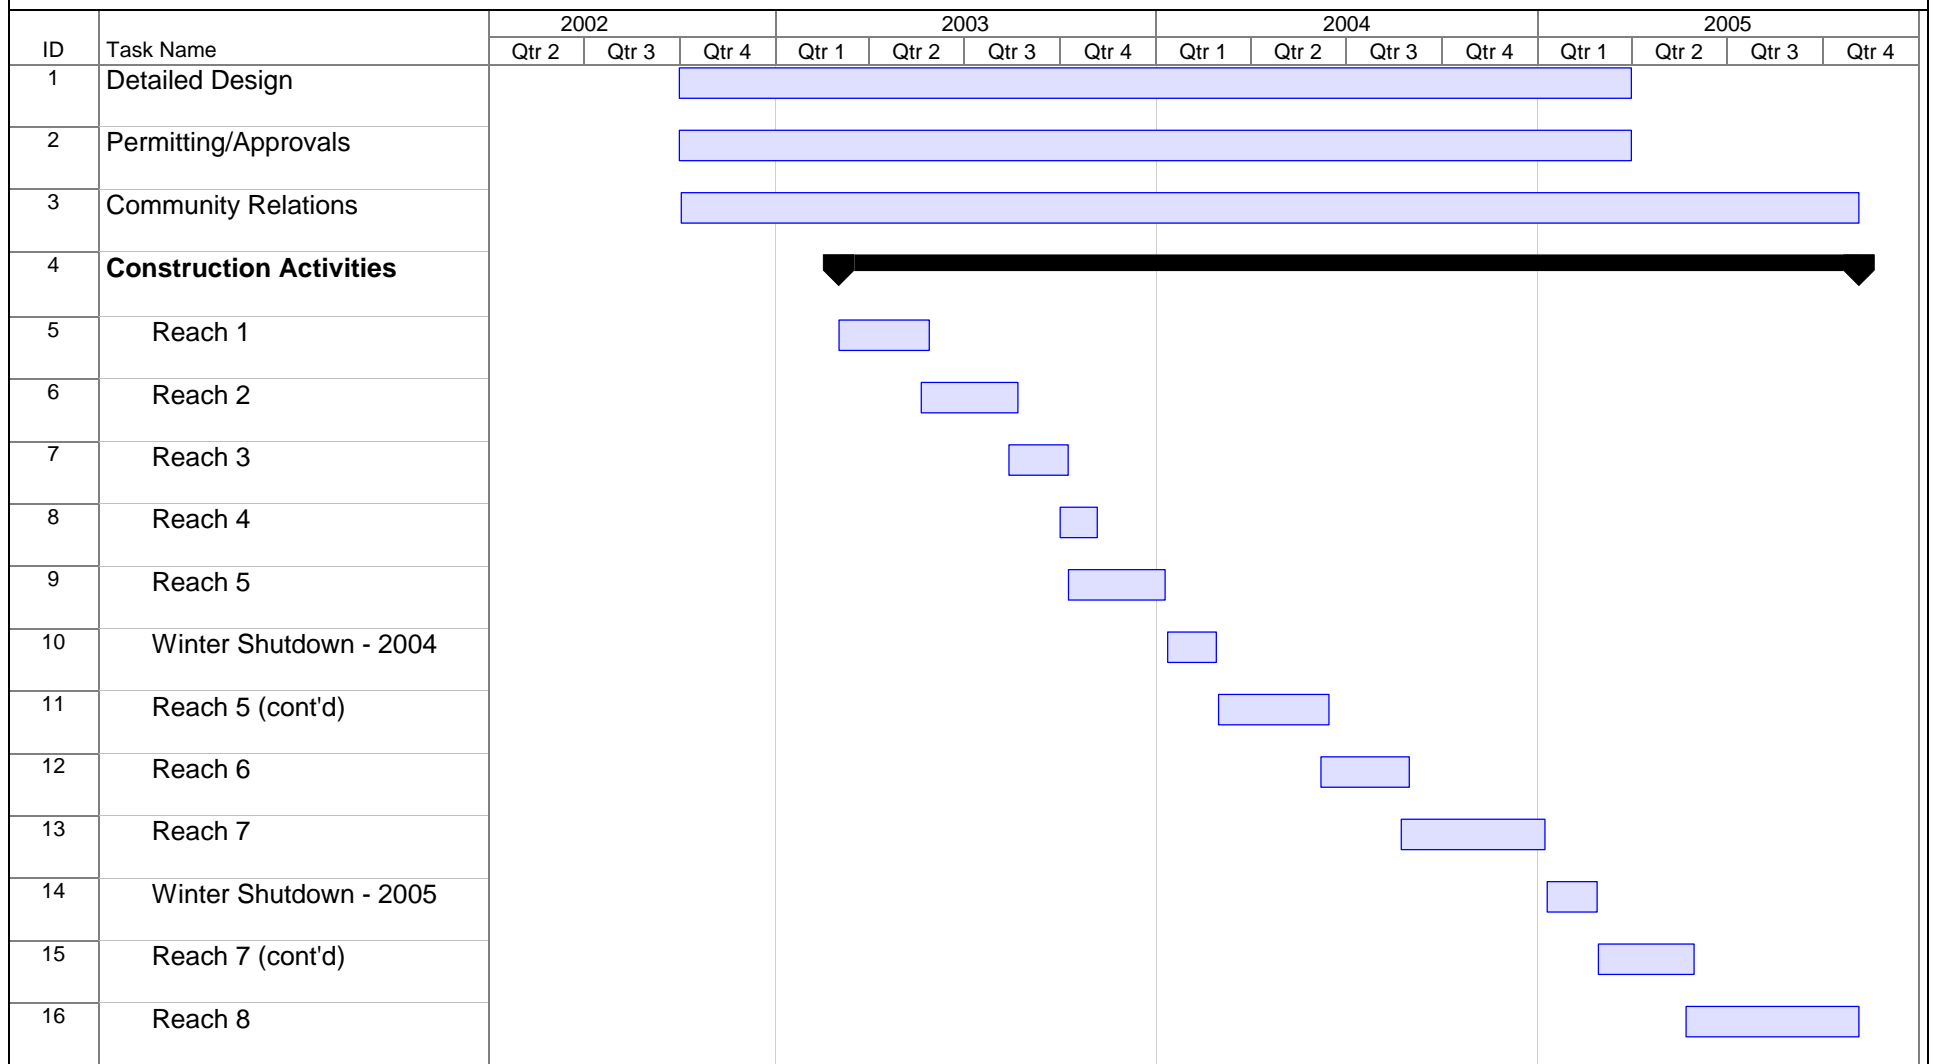 2002 2003 2004 2005
ID Task Name Qtr 2 Qtr 3 Qtr 4 Qtr 1 Qtr 2 Qtr 3 Qtr 4 Qtr 1 Qtr 2 Qtr 3 Qtr 4 Qtr 1 Qtr 2 Qtr 3 Qtr 4
1 Detailed Design
2 Permitting/Approvals
3 Community Relations
4 Construction Activities
5 Reach 1
6 Reach 2
7 Reach 3
8 Reach 4
9 Reach 5
10 Winter Shutdown - 2004
11 Reach 5 (cont'd)
12 Reach 6
13 Reach 7
14 Winter Shutdown - 2005
15 Reach 7 (cont'd)
16 Reach 8